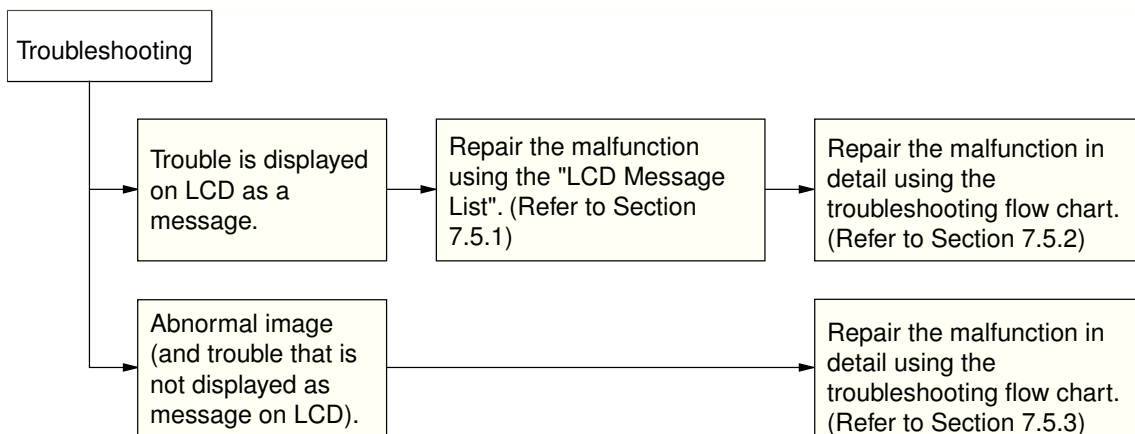 Troubleshooting
Trouble is displayed
on LCD as a
message.
Repair the malfunction
using the "LCD Message
List". (Refer to Section
7.5.1)
Repair the malfunction in
detail using the
troubleshooting flow chart.
(Refer to Section 7.5.2)
Abnormal image
(and trouble that is
not displayed as
message on LCD).
Repair the malfunction in
detail using the
troubleshooting flow chart.
(Refer to Section 7.5.3)